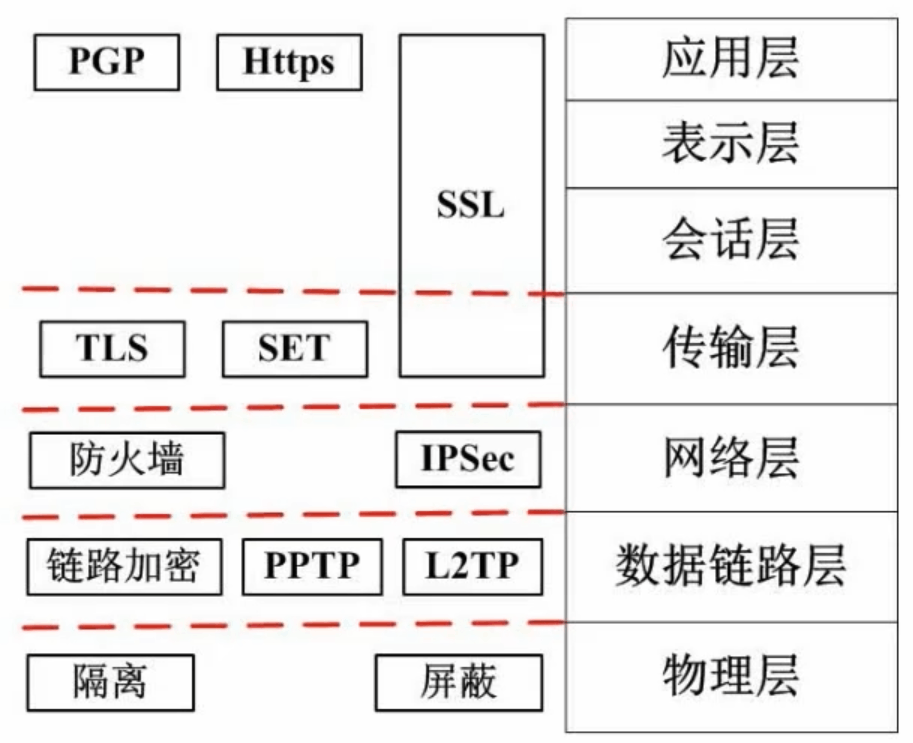 PGP Https 应用层
表示层
SSL
会话层
TLS SET 传输层
防火墙 IPSec 网络层
链路加密 PPTP L2TP 数据链路层
隔离 屏蔽 物理层